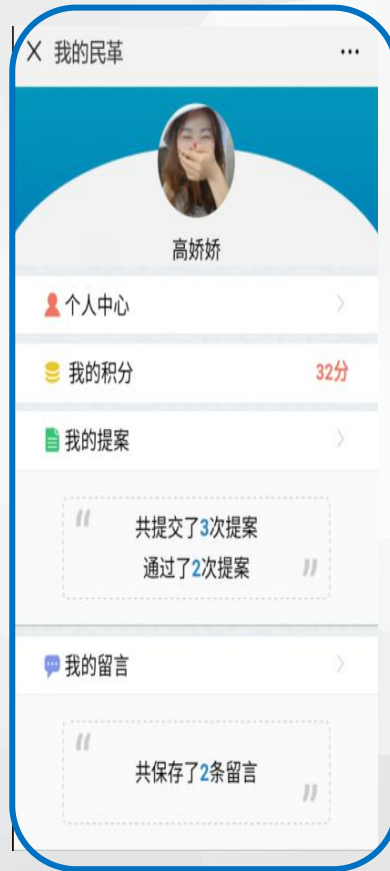 我的民革
高娇娇
个人中心
我的积分 32分
我的提案
共提交了3次提案
通过了2次提案
我的留言
共保存了2条留言